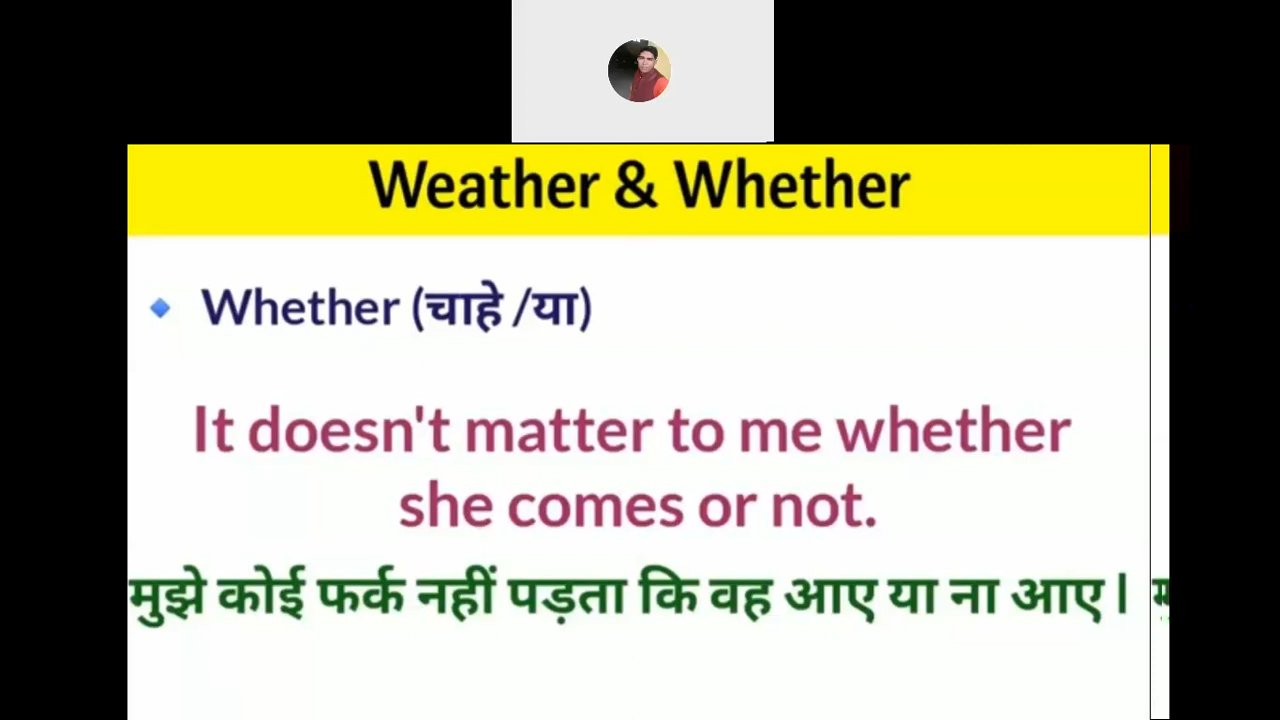 Weather & Whether
Whether (चाहे /या)
It doesn't matter to me whether
she comes or not.
मुझे कोई फर्क नहीं पड़ता कि वह आए या ना आए।